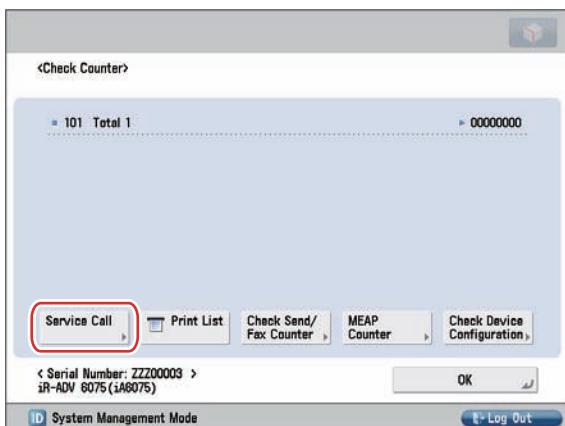 <Check Counter>
101 Total 1 00000000
Service Call Print List Check Send/ MEAP Check Device
Fax Counter Counter Configuration
< Serial Number: ZZZ00003 >
iR-ADV 6075(iA6075) OK
ID System Management Mode Log Out